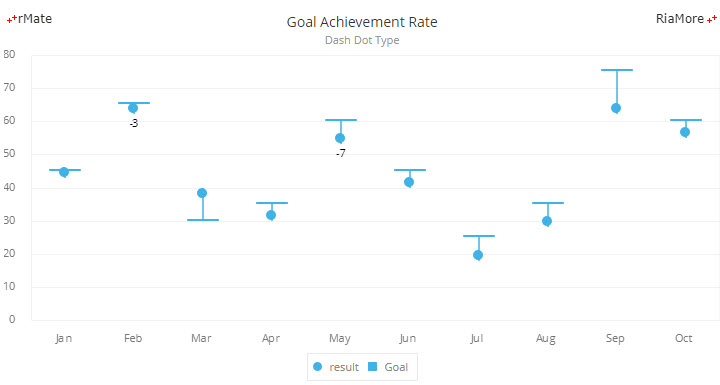 rMate
Goal Achievement Rate
RiaMore
Dash Dot Type
80
70
60
50
40
30
20
10
0
-3
-7
Jan Feb Mar Apr May Jun Jul Aug Sep Oct
result Goal